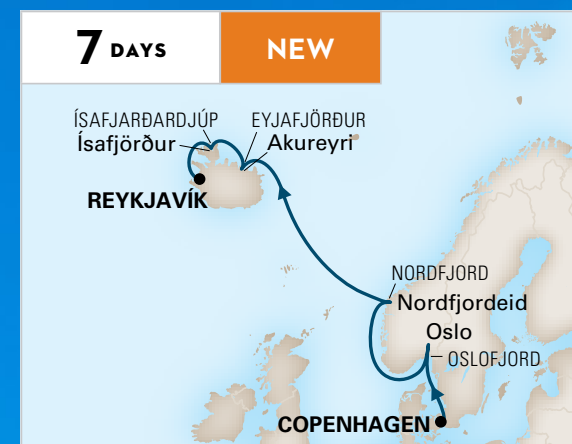 7 DAYS
NEW
ÍSAFJARÐARDJÚP
Ísafjörður
EYJAFJÖRÐUR
Akureyri
REYKJAVÍK
NORDFJORD
Nordfjordeid
Oslo
OSLOFJORD
COPENHAGEN